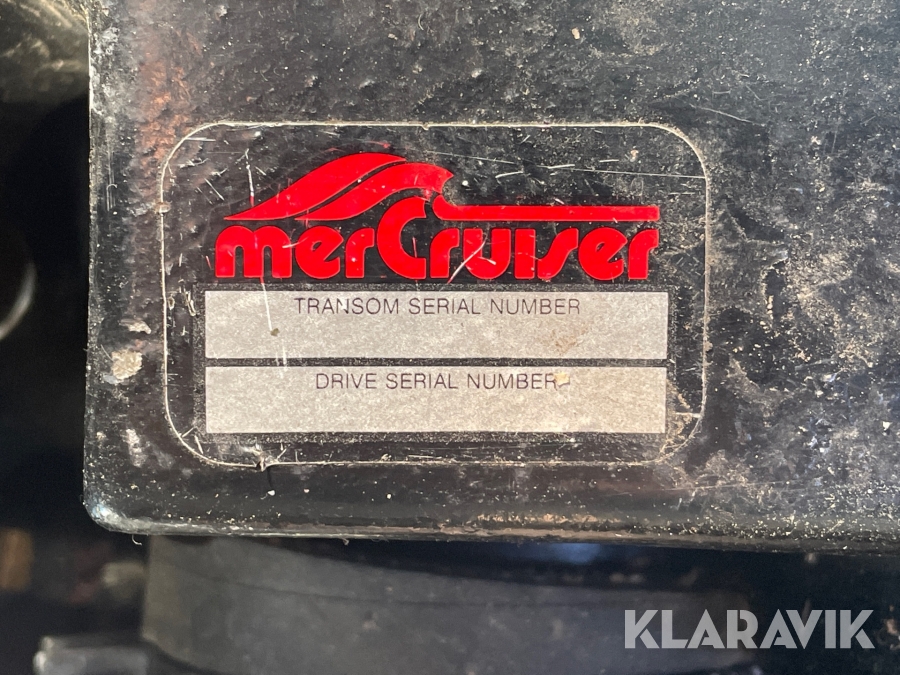 merCruiser
TRANSOM SERIAL NUMBER
DRIVE SERIAL NUMBER
KLARAVIK